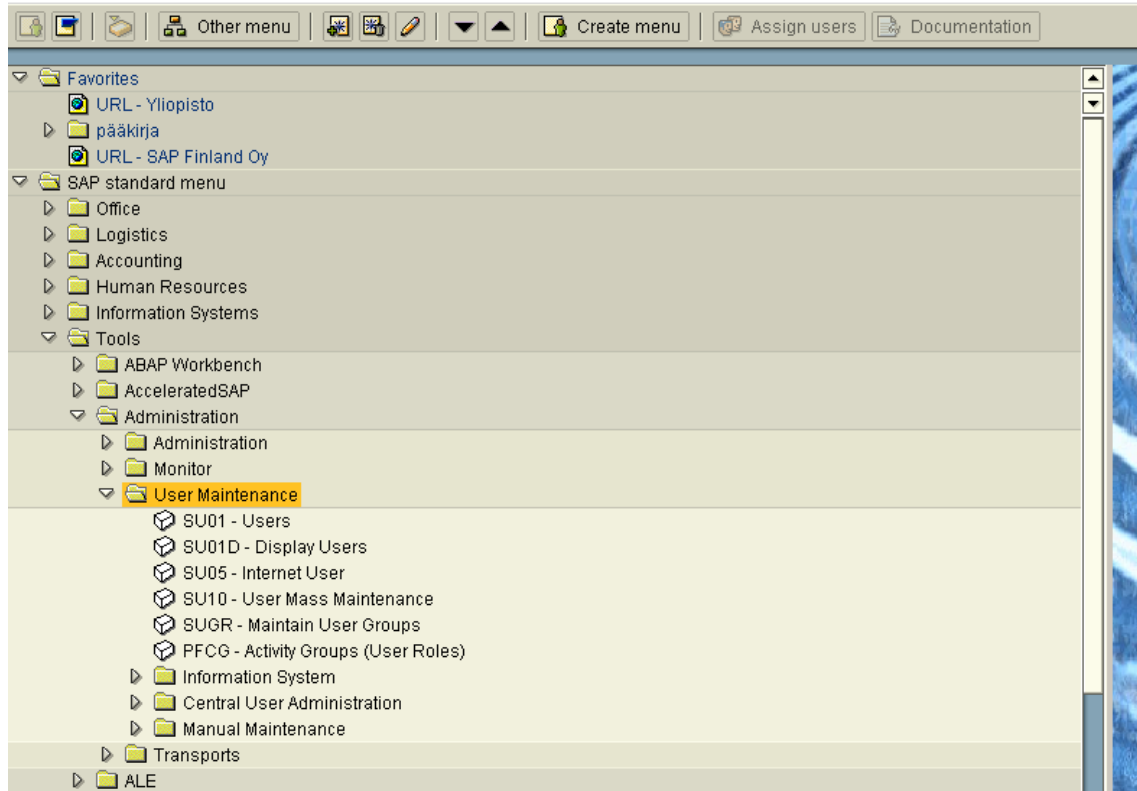 Other menu Create menu Assign users Documentation
Favorites
URL - Yliopisto
pääkirja
URL - SAP Finland Oy
SAP standard menu
Office
Logistics
Accounting
Human Resources
Information Systems
Tools
ABAP Workbench
AcceleratedSAP
Administration
Administration
Monitor
User Maintenance
SU01 - Users
SU01D - Display Users
SU05 - Internet User
SU10 - User Mass Maintenance
SUGR - Maintain User Groups
PFCG - Activity Groups (User Roles)
Information System
Central User Administration
Manual Maintenance
Transports
ALE